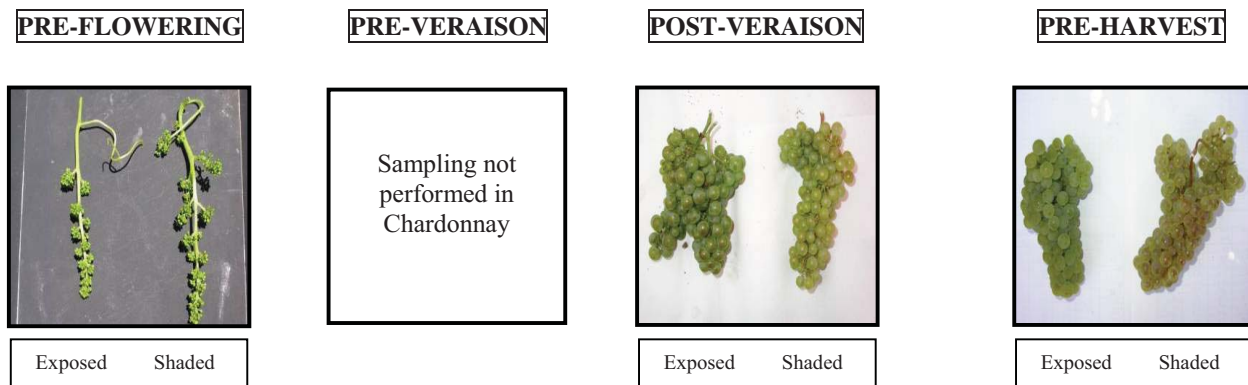 PRE-FLOWERING
PRE-VERAISON
POST-VERAISON
PRE-HARVEST
Sampling not
performed in
Chardonnay
Exposed Shaded
Exposed Shaded
Exposed Shaded